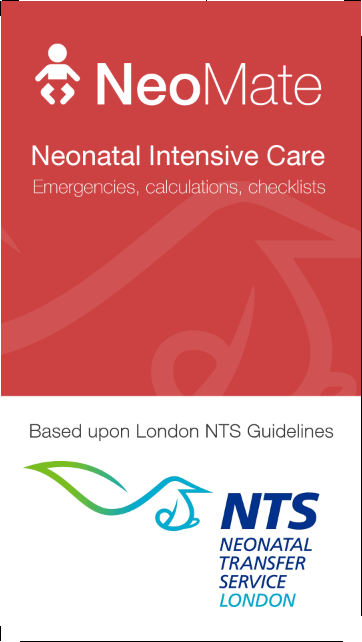 NeoMate
Neonatal Intensive Care
Emergencies, calculations, checklists
Based upon London NTS Guidelines
NTS
NEONATAL
TRANSFER
SERVICE
LONDON